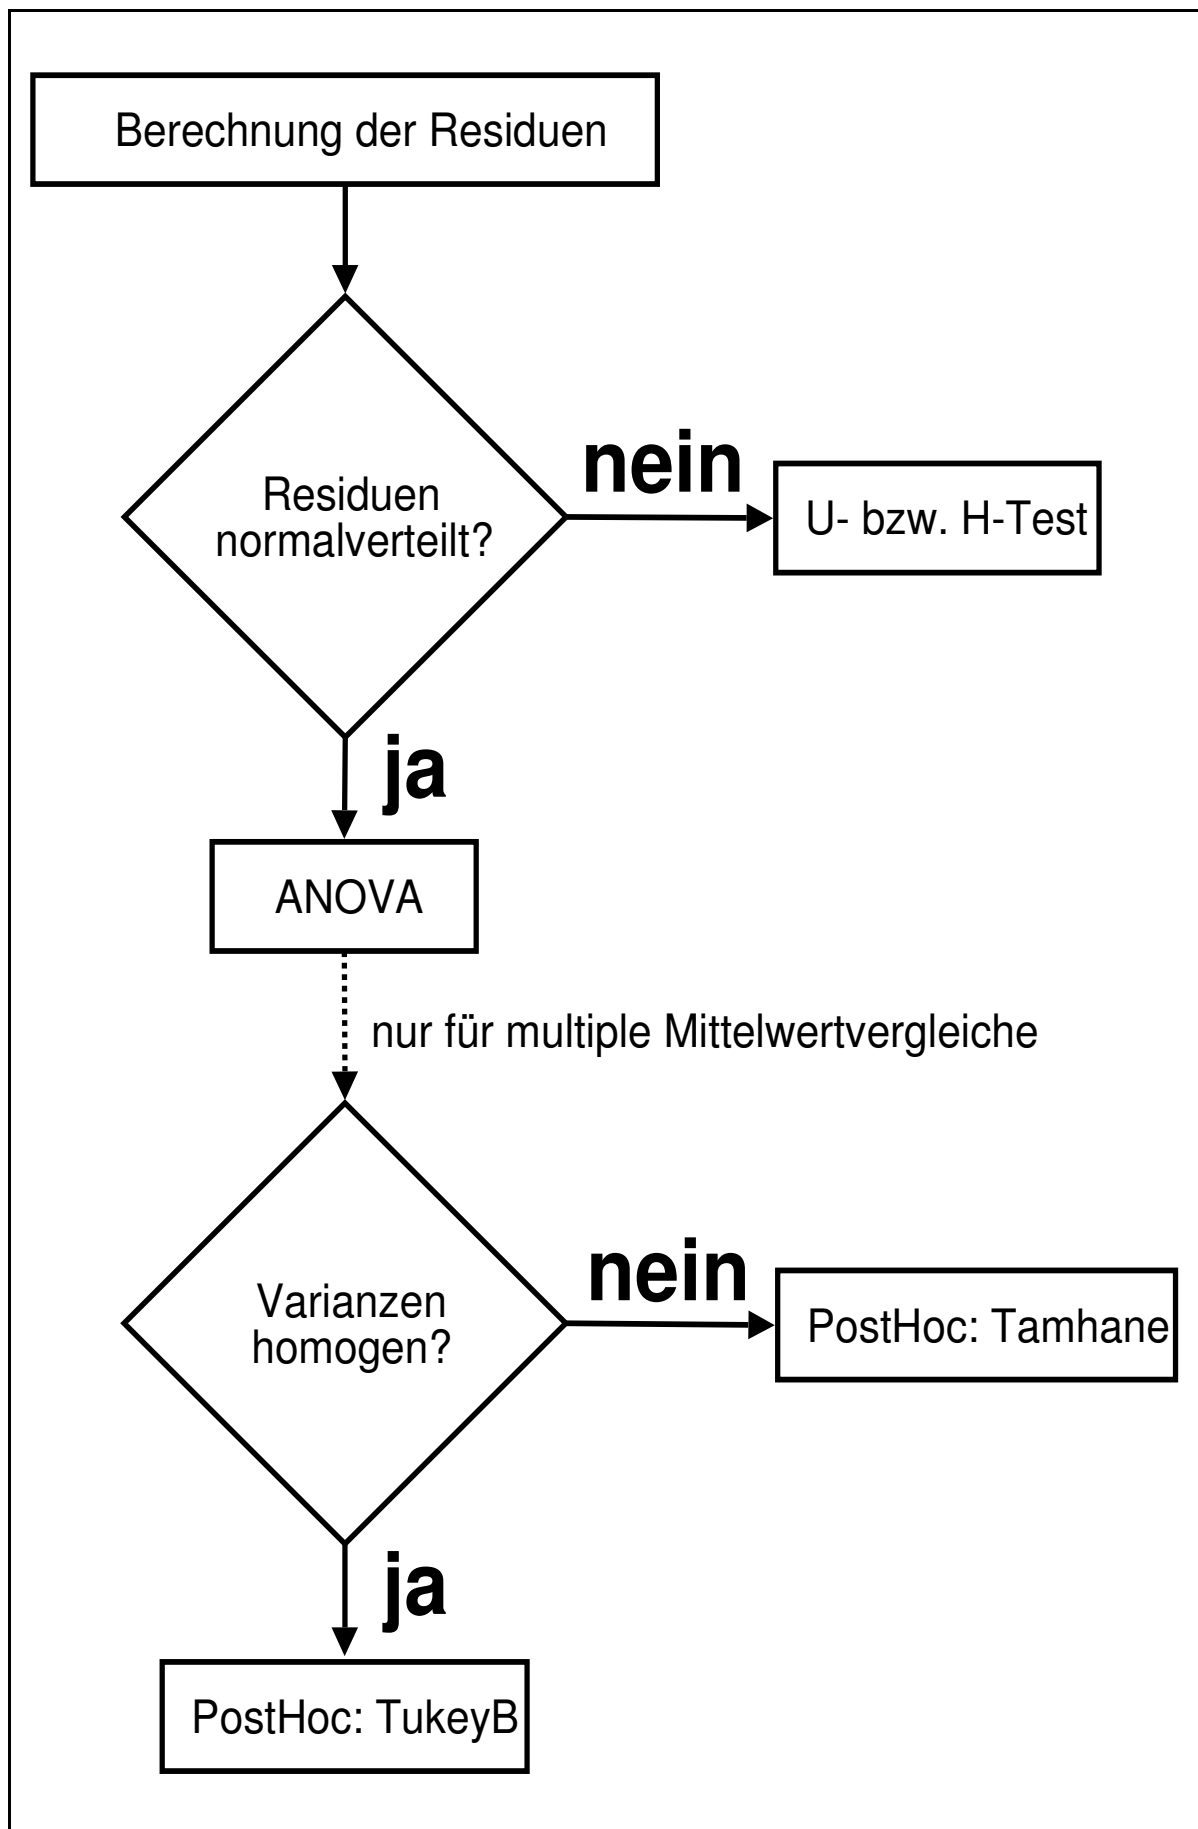 Berechnung der Residuen
Residuen
normalverteilt?
nein
U- bzw. H-Test
ja
ANOVA
nur für multiple Mittelwertvergleiche
Varianzen
homogen?
nein
PostHoc: Tamhane
ja
PostHoc: TukeyB